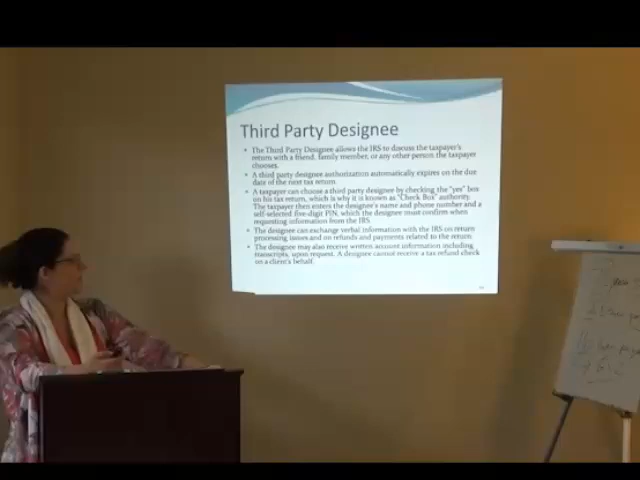 Third Party Designee
• The Third Party Designee allows the IRS to discuss the taxpayer's
return with a friend, family member, or any other person the taxpayer
chooses.
• A third party designee authorization automatically expires on the due
date of the next tax return.
• A taxpayer can choose a third party designee by checking the "yes" box
on his tax return, which is why it is known as "Check Box" authority.
The taxpayer then enters the designee's name and phone number and a
self-selected five-digit PIN, which the designee must confirm when
requesting information from the IRS.
• The designee can exchange verbal information with the IRS on return
processing issues and on refunds and payments related to the return.
• The designee may also receive written account information including
transcripts, upon request. A designee cannot receive a tax refund check
on a client's behalf.